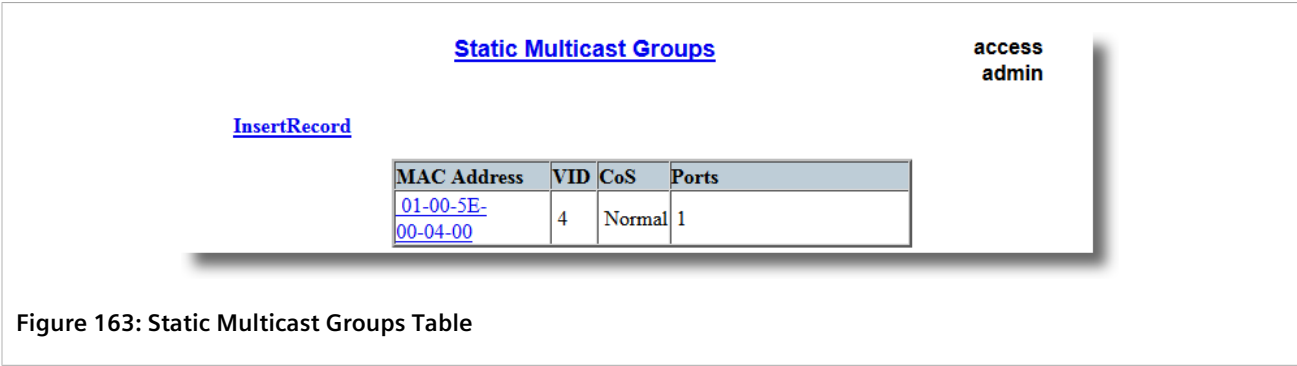 Static Multicast Groups
access
admin
InsertRecord
MAC Address VID CoS Ports
01-00-5E-
00-04-00 4 Normal 1
Figure 163: Static Multicast Groups Table